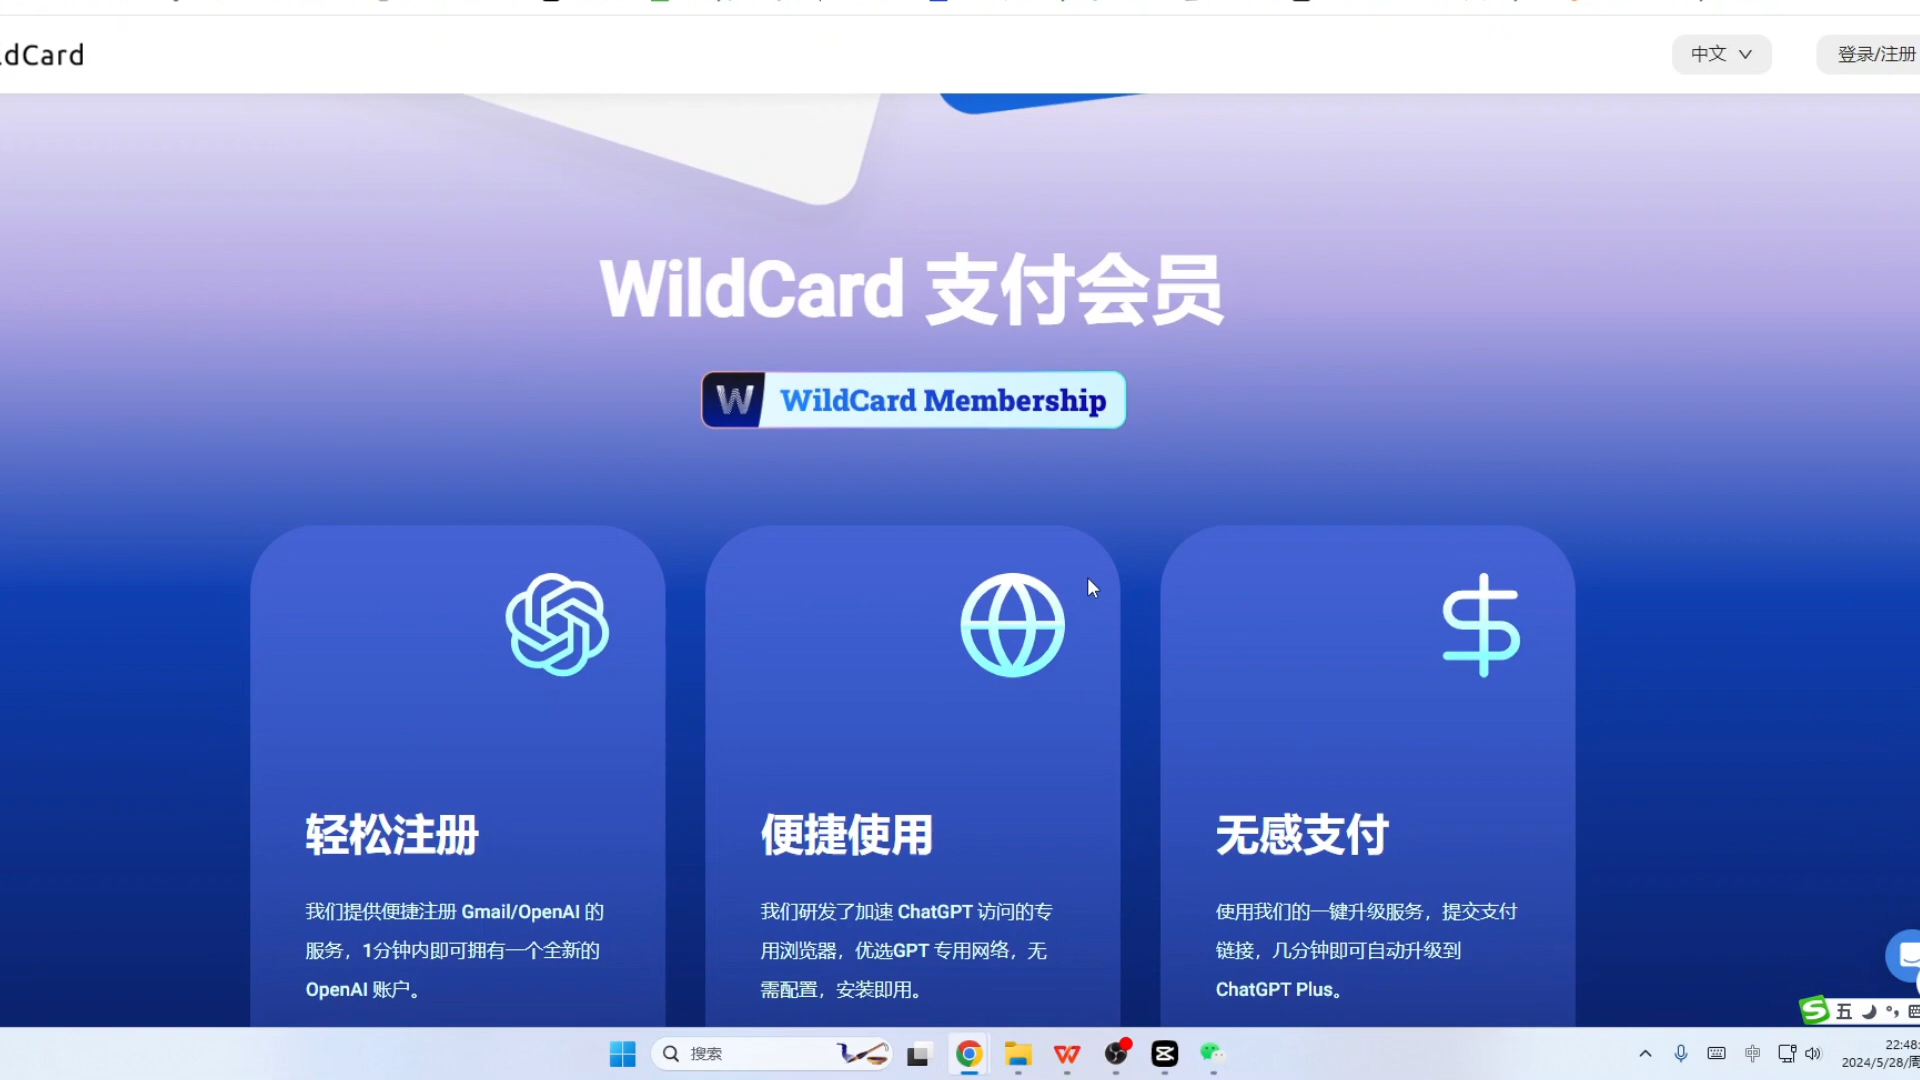 ldCard
中文
登录/注册
WildCard 支付会员
W WildCard Membership
轻松注册
我们提供便捷注册 Gmail/OpenAI 的
服务，1分钟内即可拥有一个全新的
OpenAI 账户。
便捷使用
我们研发了加速 ChatGPT 访问的专
用浏览器，优选GPT 专用网络，无
需配置，安装即用。
无感支付
使用我们的一键升级服务，提交支付
链接，几分钟即可自动升级到
ChatGPT Plus。
五
搜索
中
22:48:
2024/5/28/周